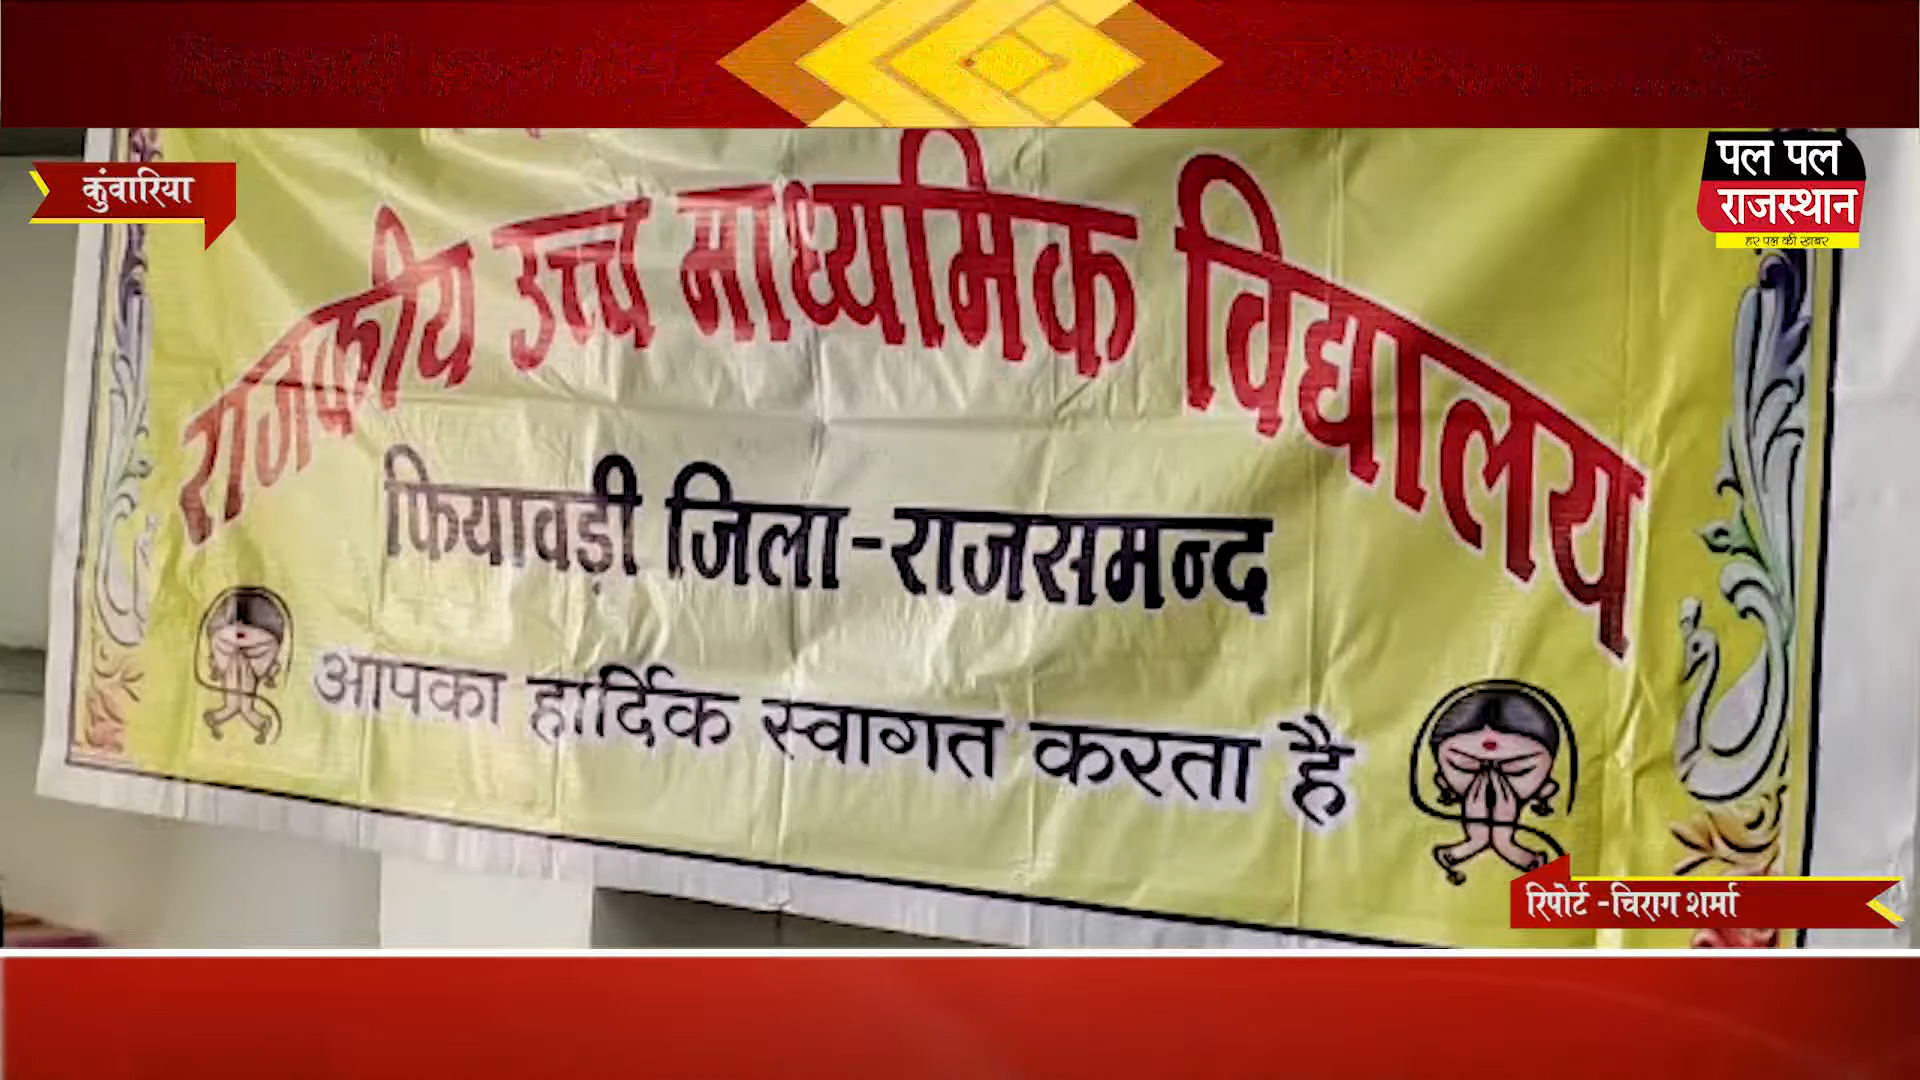 कुंवारिया
पल पल
राजस्थान
हर पल की खबर
राजकीय उच्च माध्यमिक विद्यालय
फियावड़ी जिला-राजसमन्द
आपका हार्दिक स्वागत करता है
रिपोर्ट -चिराग शर्मा